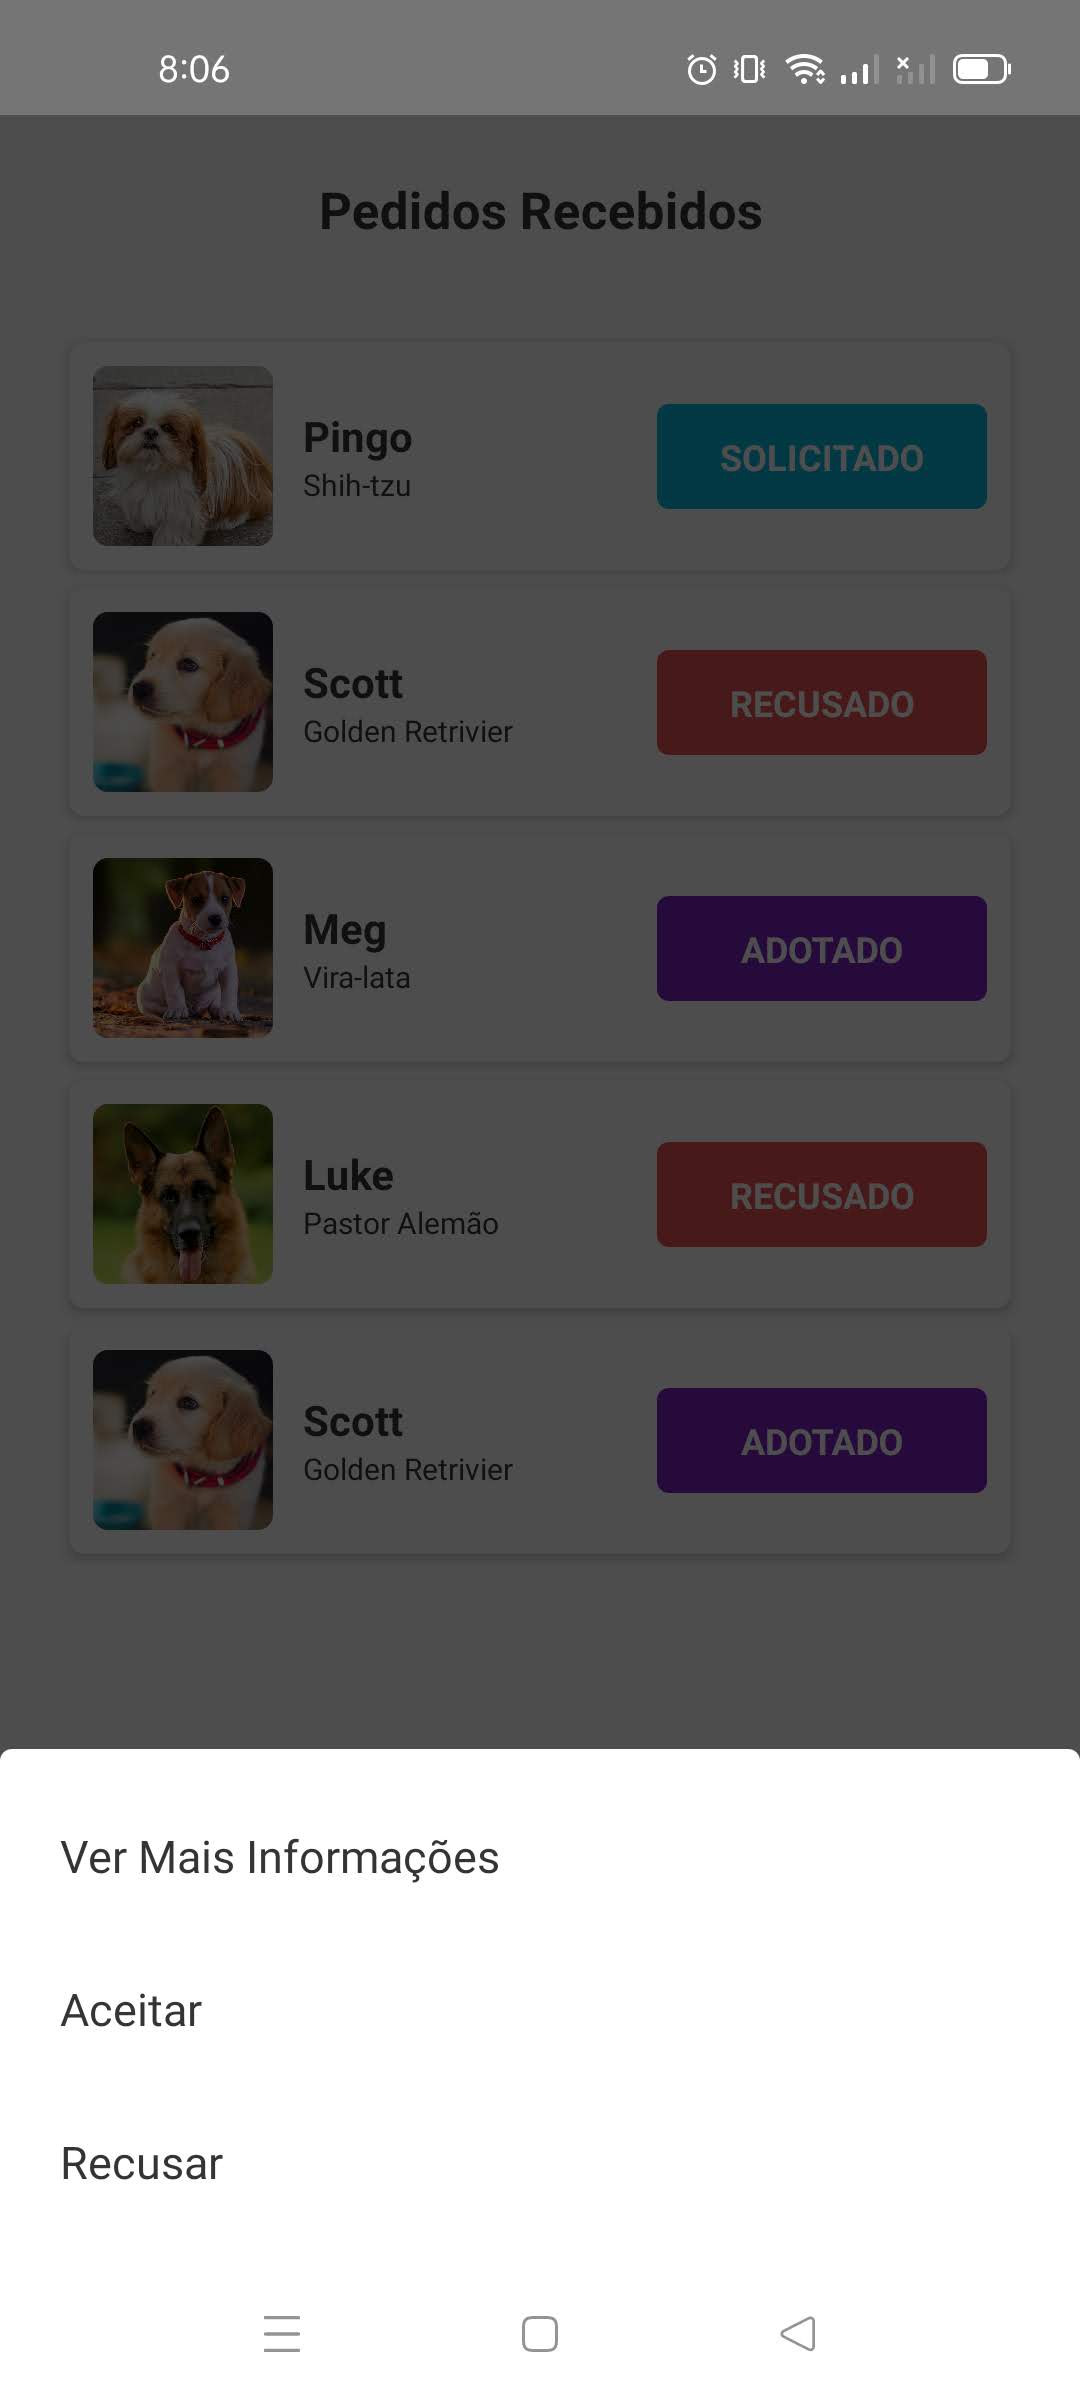 8:06
Pedidos Recebidos
Pingo
Shih-tzu
SOLICITADO
Scott
Golden Retrivier
RECUSADO
Meg
Vira-lata
ADOTADO
Luke
Pastor Alemão
RECUSADO
Scott
Golden Retrivier
ADOTADO
Ver Mais Informações
Aceitar
Recusar